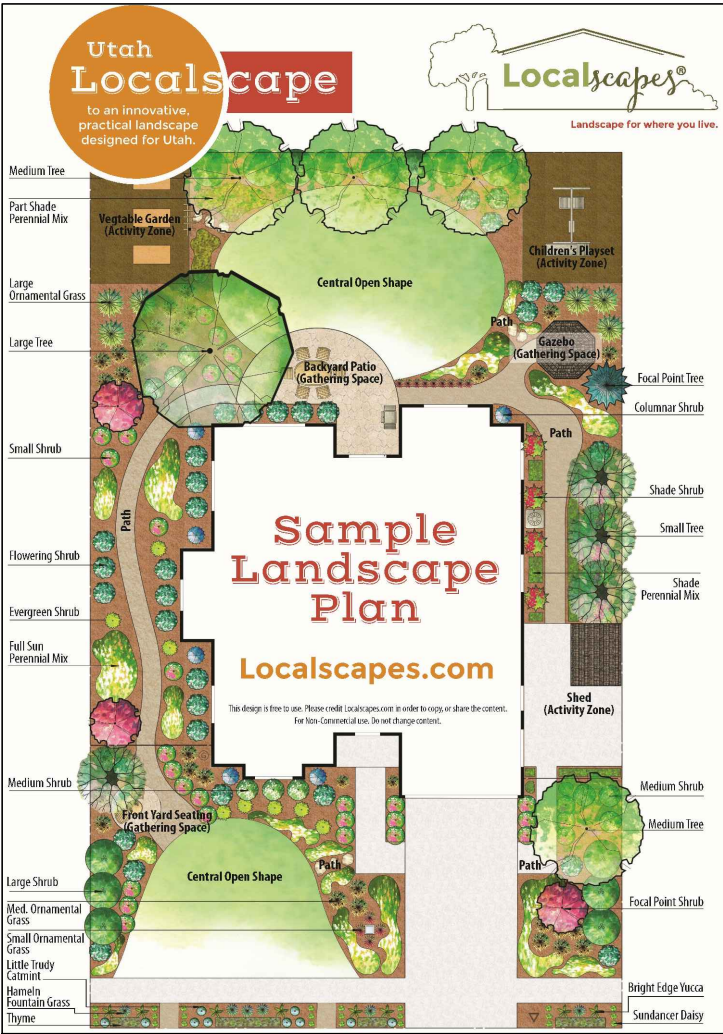 Utah
Localscape
to an innovative,
practical landscape
designed for Utah.
Localscapes®
Landscape for where you live.
Medium Tree
Part Shade
Perennial Mix
Vegtable Garden
(Activity Zone)
Children's Playset
(Activity Zone)
Central Open Shape
Large
Ornamental Grass
Path
Large Tree
Gazebo
(Gathering Space)
Backyard Patio
(Gathering Space)
Focal Point Tree
Columnar Shrub
Path
Small Shrub
Shade Shrub
Path
Small Tree
Sample
Landscape
Plan
Flowering Shrub
Shade
Perennial Mix
Evergreen Shrub
Full Sun
Perennial Mix
Localscapes.com
This design is free to use. Please credit Localscapes.com in order to copy, or share the content.
For Non-Commercial use. Do not change content.
Shed
(Activity Zone)
Medium Shrub
Medium Shrub
Front Yard Seating
(Gathering Space)
Medium Tree
Path
Path
Central Open Shape
Large Shrub
Focal Point Shrub
Med. Ornamental
Grass
Small Ornamental
Grass
Little Trudy
Catmint
Hameln
Fountain Grass
Thyme
Bright Edge Yucca
Sundancer Daisy